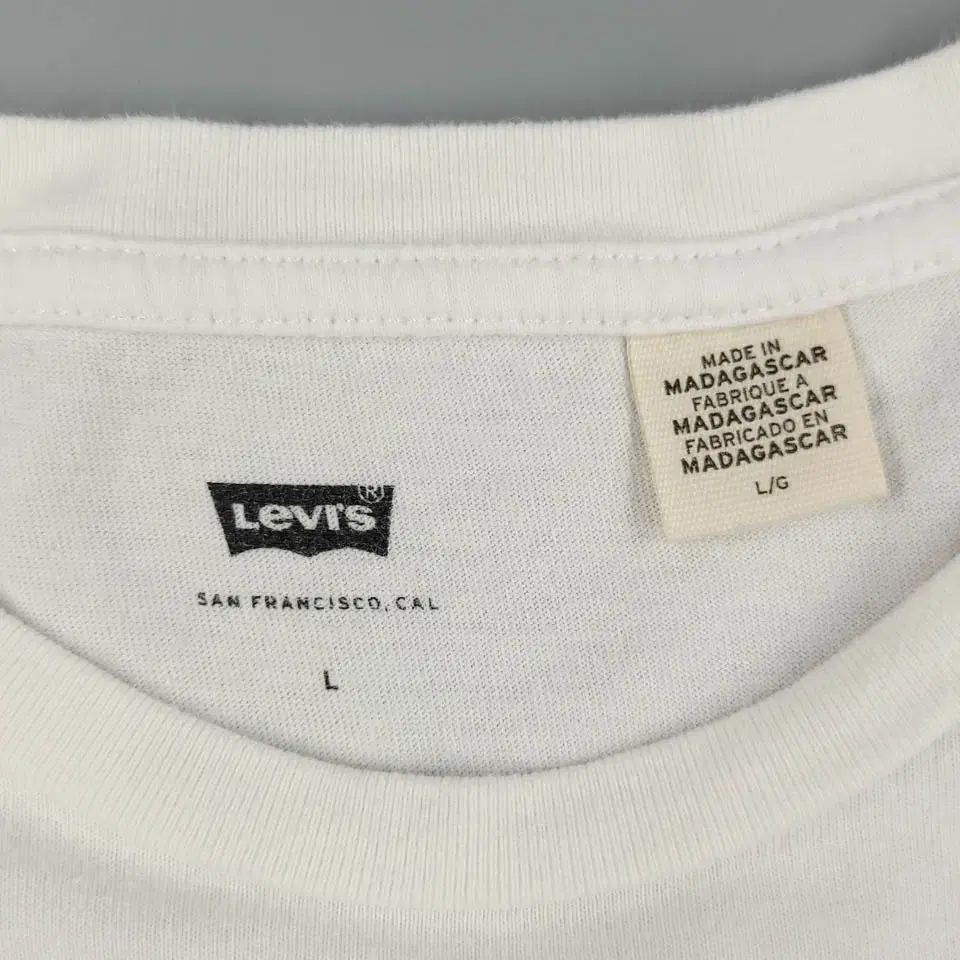 Levi's®
SAN FRANCISCO, CAL
L
MADE IN
MADAGASCAR
FABRIQUE A
MADAGASCAR
FABRICADO EN
MADAGASCAR
L/G